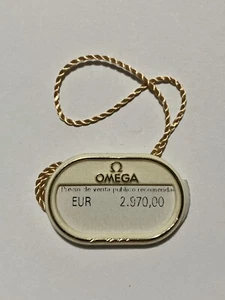 Ω
OMEGA
Precio de venta público recomendado
EUR 2.970,00